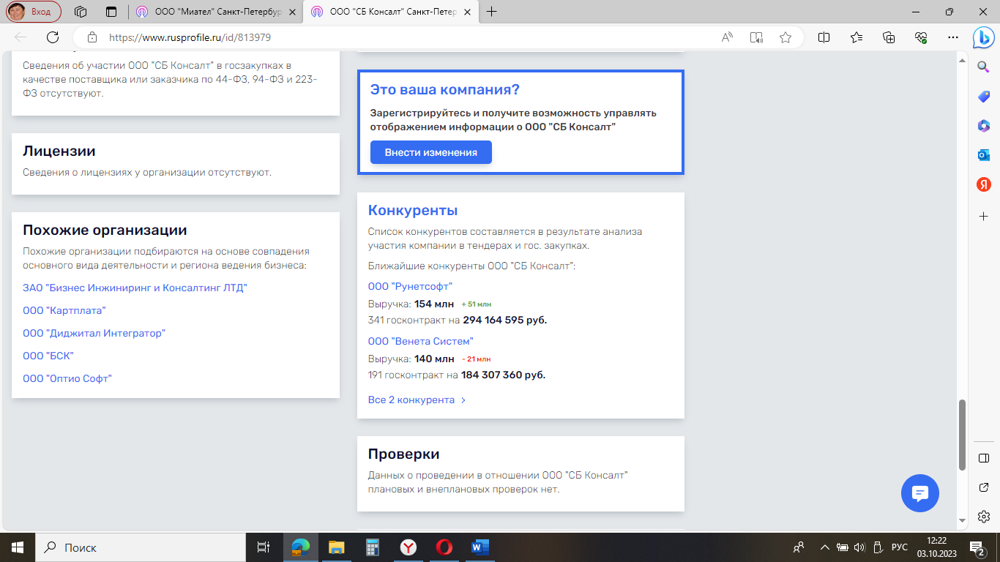 Вход
ООО "Миател" Санкт-Петербур
ООО "СБ Консалт" Санкт-Петер
https://www.rusprofile.ru/id/813979
Сведения об участии ООО "СБ Консалт" в госзакупках в
качестве поставщика или заказчика по 44-ФЗ, 94-ФЗ и 223-
ФЗ отсутствуют.
Лицензии
Сведения о лицензиях у организации отсутствуют.
Похожие организации
Похожие организации подбираются на основе совпадения
основного вида деятельности и региона ведения бизнеса:
ЗАО "Бизнес Инжиниринг и Консалтинг ЛТД"
ООО "Картплата"
ООО "Диджитал Интегратор"
ООО "БСК"
ООО "Оптио Софт"
Это ваша компания?
Зарегистрируйтесь и получите возможность управлять
отображением информации о ООО "СБ Консалт"
Внести изменения
Конкуренты
Список конкурентов составляется в результате анализа
участия компании в тендерах и гос. закупках.
Ближайшие конкуренты ООО "СБ Консалт":
ООО "Рунетсофт"
Выручка: 154 млн + 51 млн
341 госконтракт на 294 164 595 руб.
ООО "Венета Систем"
Выручка: 140 млн - 21 млн
191 госконтракт на 184 307 360 руб.
Все 2 конкурента
Проверки
Данных о проведении в отношении ООО "СБ Консалт"
плановых и внеплановых проверок нет.
Поиск
РУС
12:22
03.10.2023
2